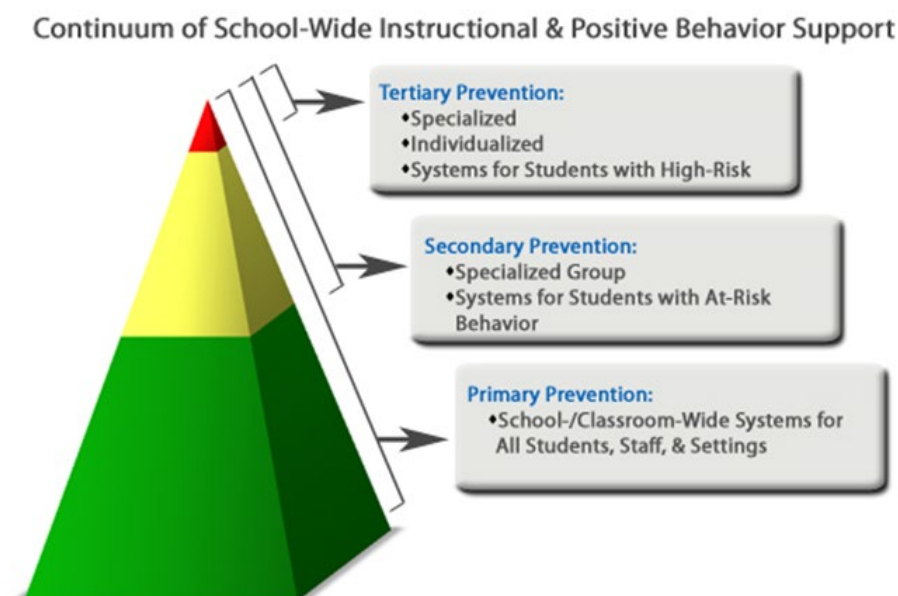 Continuum of School-Wide Instructional & Positive Behavior Support
Tertiary Prevention:
♦Specialized
♦Individualized
♦Systems for Students with High-Risk
Secondary Prevention:
♦Specialized Group
♦Systems for Students with At-Risk
Behavior
Primary Prevention:
♦School-/Classroom-Wide Systems for
All Students, Staff, & Settings